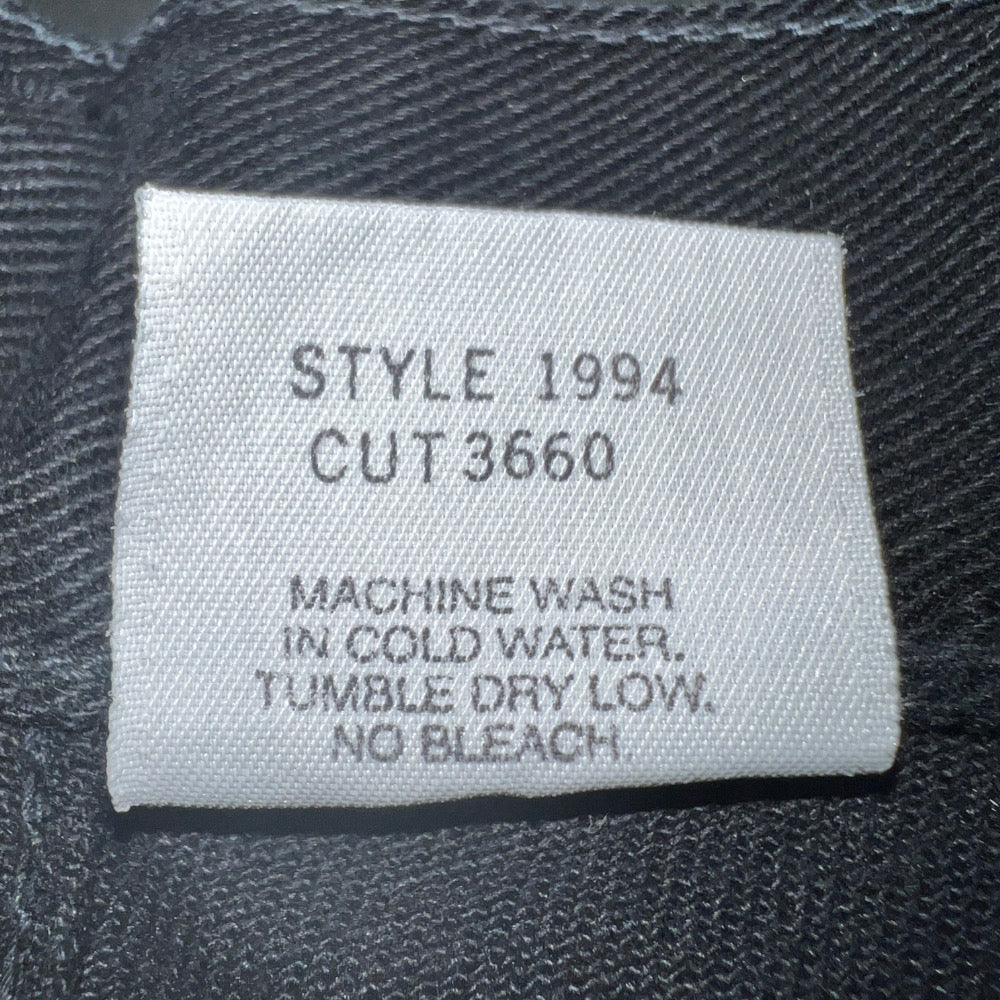 STYLE 1994
CUT 3660
MACHINE WASH
IN COLD WATER.
TUMBLE DRY LOW.
NO BLEACH.